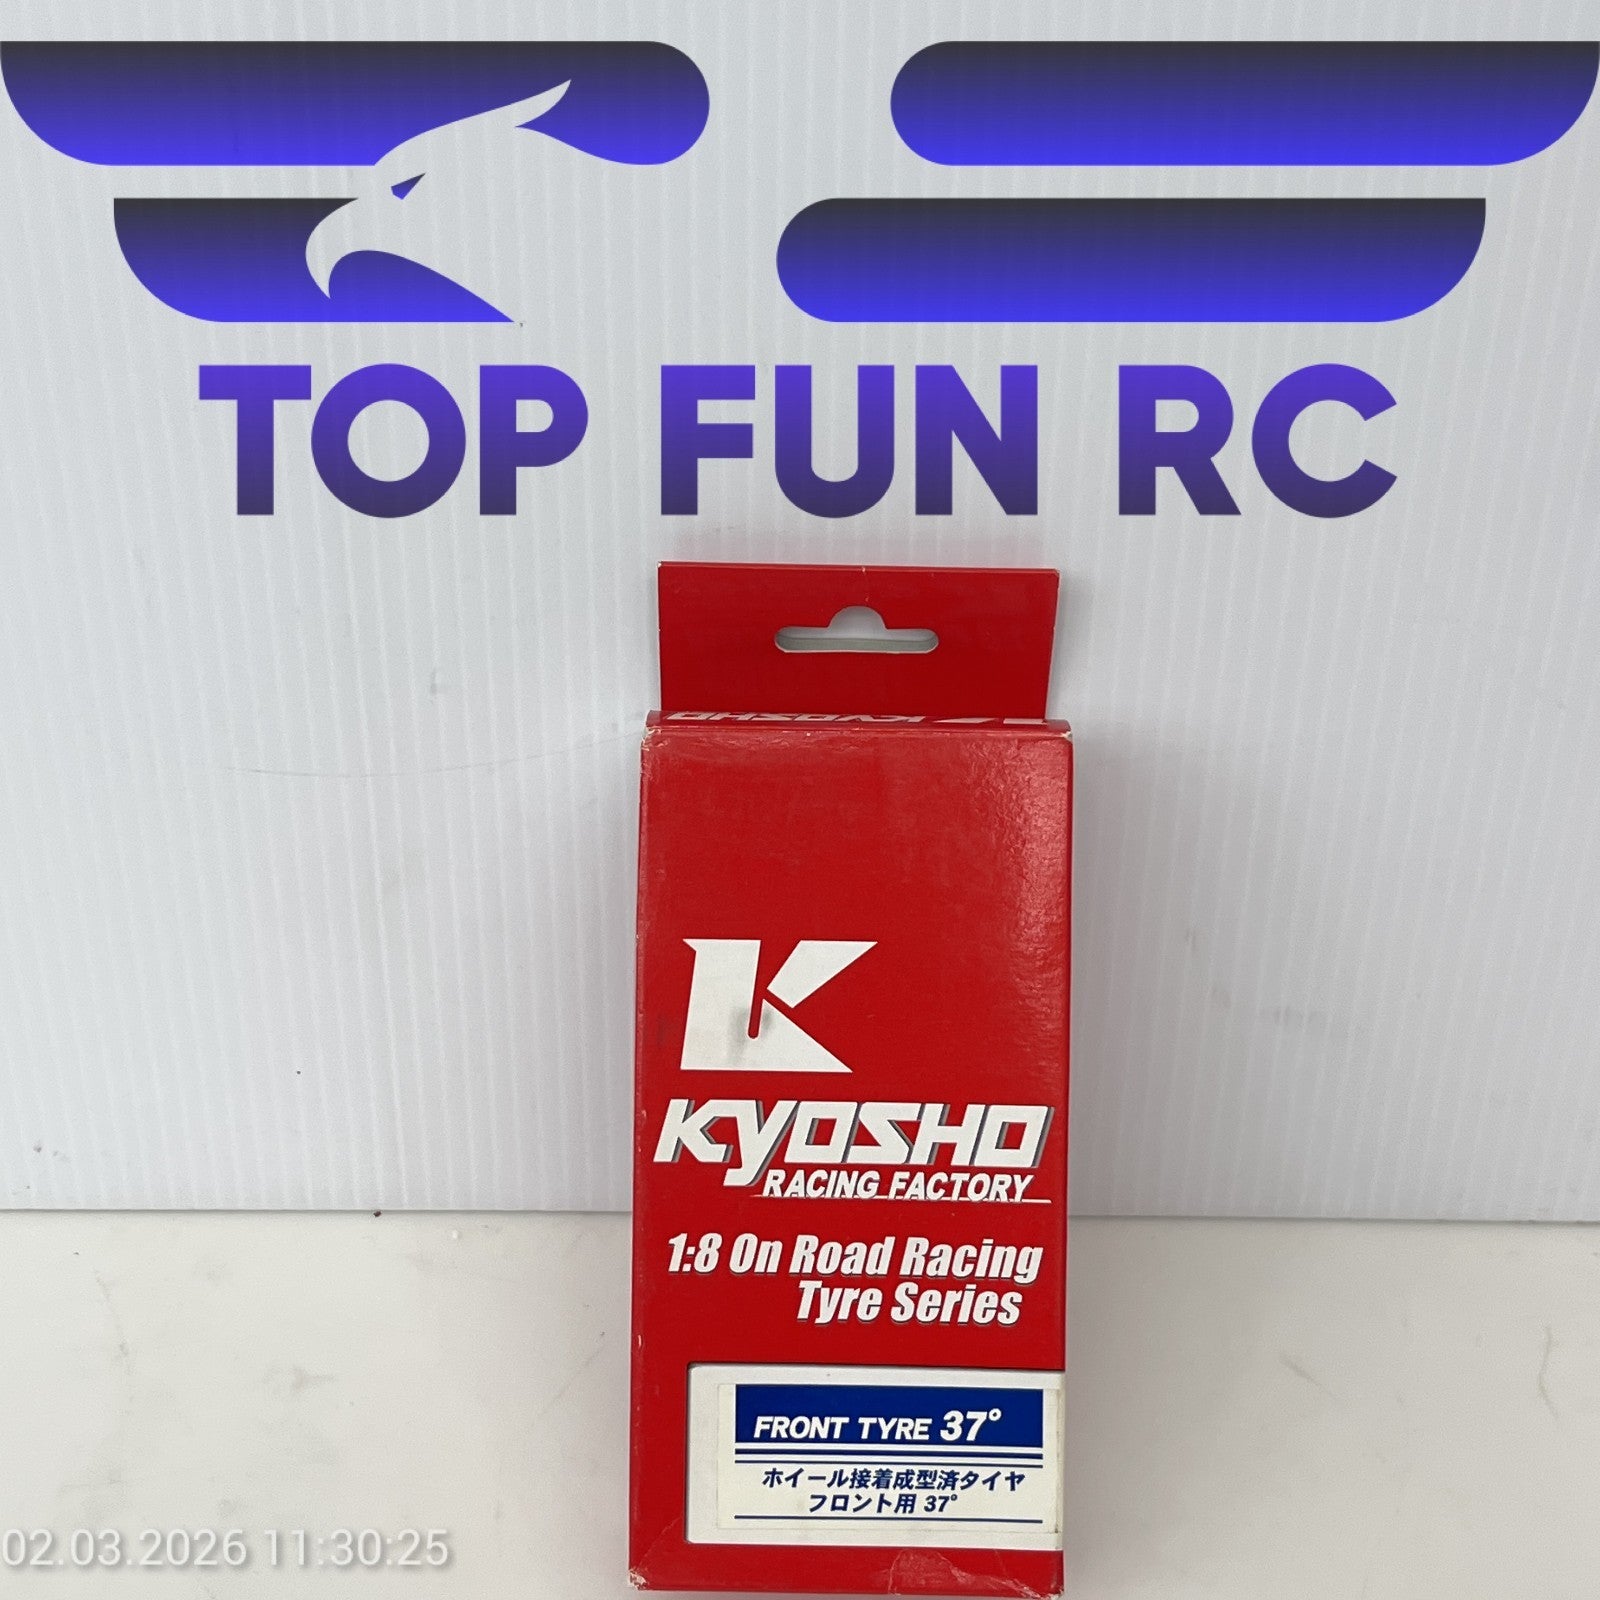 TOP FUN RC
KYOSHO
KYOSHO
RACING FACTORY
1:8 On Road Racing
Tyre Series
FRONT TYRE 37°
ホイール接着成型済タイヤ
フロント用 37°
02.03.2026 11:30:25